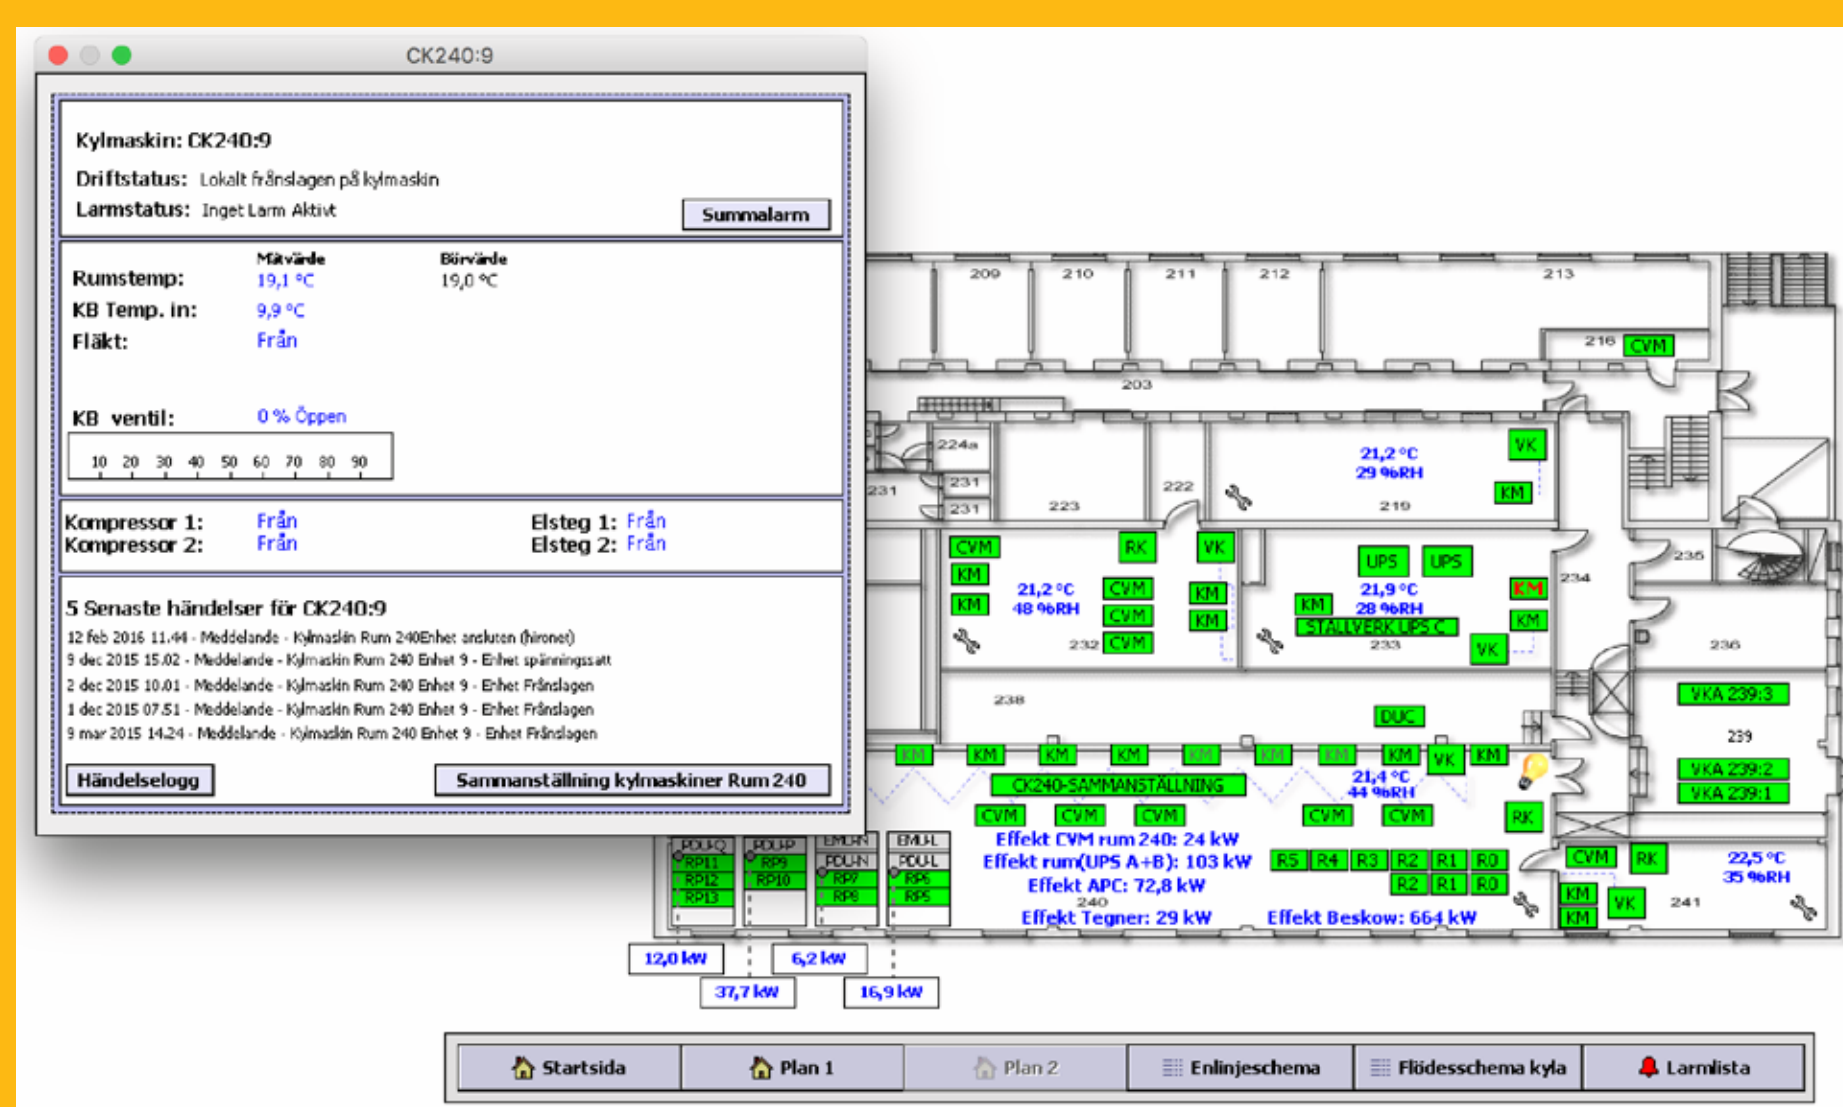 CK240:9
Kylmaskin: CK240:9
Driftstatus: Lokalt frånslagen på kylmaskin
Larmstatus: Inget Larm Aktivt
Summalarm
Mätvärde Börvärde
Rumstemp: 19,1 °C 19,0 °C
KB Temp. in: 9,9 °C
Fläkt: Från
KB ventil: 0 % Öppen
10 20 30 40 50 60 70 80 90
Kompressor 1: Från Elsteg 1: Från
Kompressor 2: Från Elsteg 2: Från
5 Senaste händelser för CK240:9
12 feb 2016 11.44 - Meddelande - Kylmaskin Rum 240Enhet ansluten (hironet)
9 dec 2015 15.02 - Meddelande - Kylmaskin Rum 240 Enhet 9 - Enhet spänningssatt
2 dec 2015 10.01 - Meddelande - Kylmaskin Rum 240 Enhet 9 - Enhet Frånslagen
1 dec 2015 07.51 - Meddelande - Kylmaskin Rum 240 Enhet 9 - Enhet Frånslagen
9 mar 2015 14.24 - Meddelande - Kylmaskin Rum 240 Enhet 9 - Enhet Frånslagen
Händelselogg Sammanställning kylmaskiner Rum 240
209 210 211 212 213
216 CVM
203
224a
231 231 223 222
231
21,2 °C
29 %RH
219
VK
KM
CVM RK VK
KM
KM
21,2 °C
48 %RH
CVM
CVM
CVM
KM
KM
232
UPS UPS
21,9 °C
28 %RH
KM
KM
KM
STÄLLVERK UPS C
233
VK
234 235
236
238
DUC
VKA 239:3
239
VKA 239:2
VKA 239:1
KM KM KM KM KM KM KM KM VK KM
21,4 °C
44 %RH
CK240-SAMMANSTÄLLNING
CVM CVM CVM CVM CVM
RK
Effekt CVM rum 240: 24 kW
Effekt rum(UPS A+B): 103 kW
Effekt APC: 72,8 kW
240
Effekt Tegner: 29 kW Effekt Beskow: 664 kW
R5 R4 R3 R2 R1 R0
R2 R1 R0
PDU-Q
RP11
RP12
RP13
PDU-P
RP9
RP10
EMU-N
PDU-N
RP7
RP8
EMU-L
PDU-L
RP6
RP5
CVM RK
22,5 °C
35 %RH
KM
KM
VK
241
12,0 kW 6,2 kW
37,7 kW 16,9 kW
Startsida Plan 1 Plan 2 Enlinjeschema Flödesschema kyla Larmlista